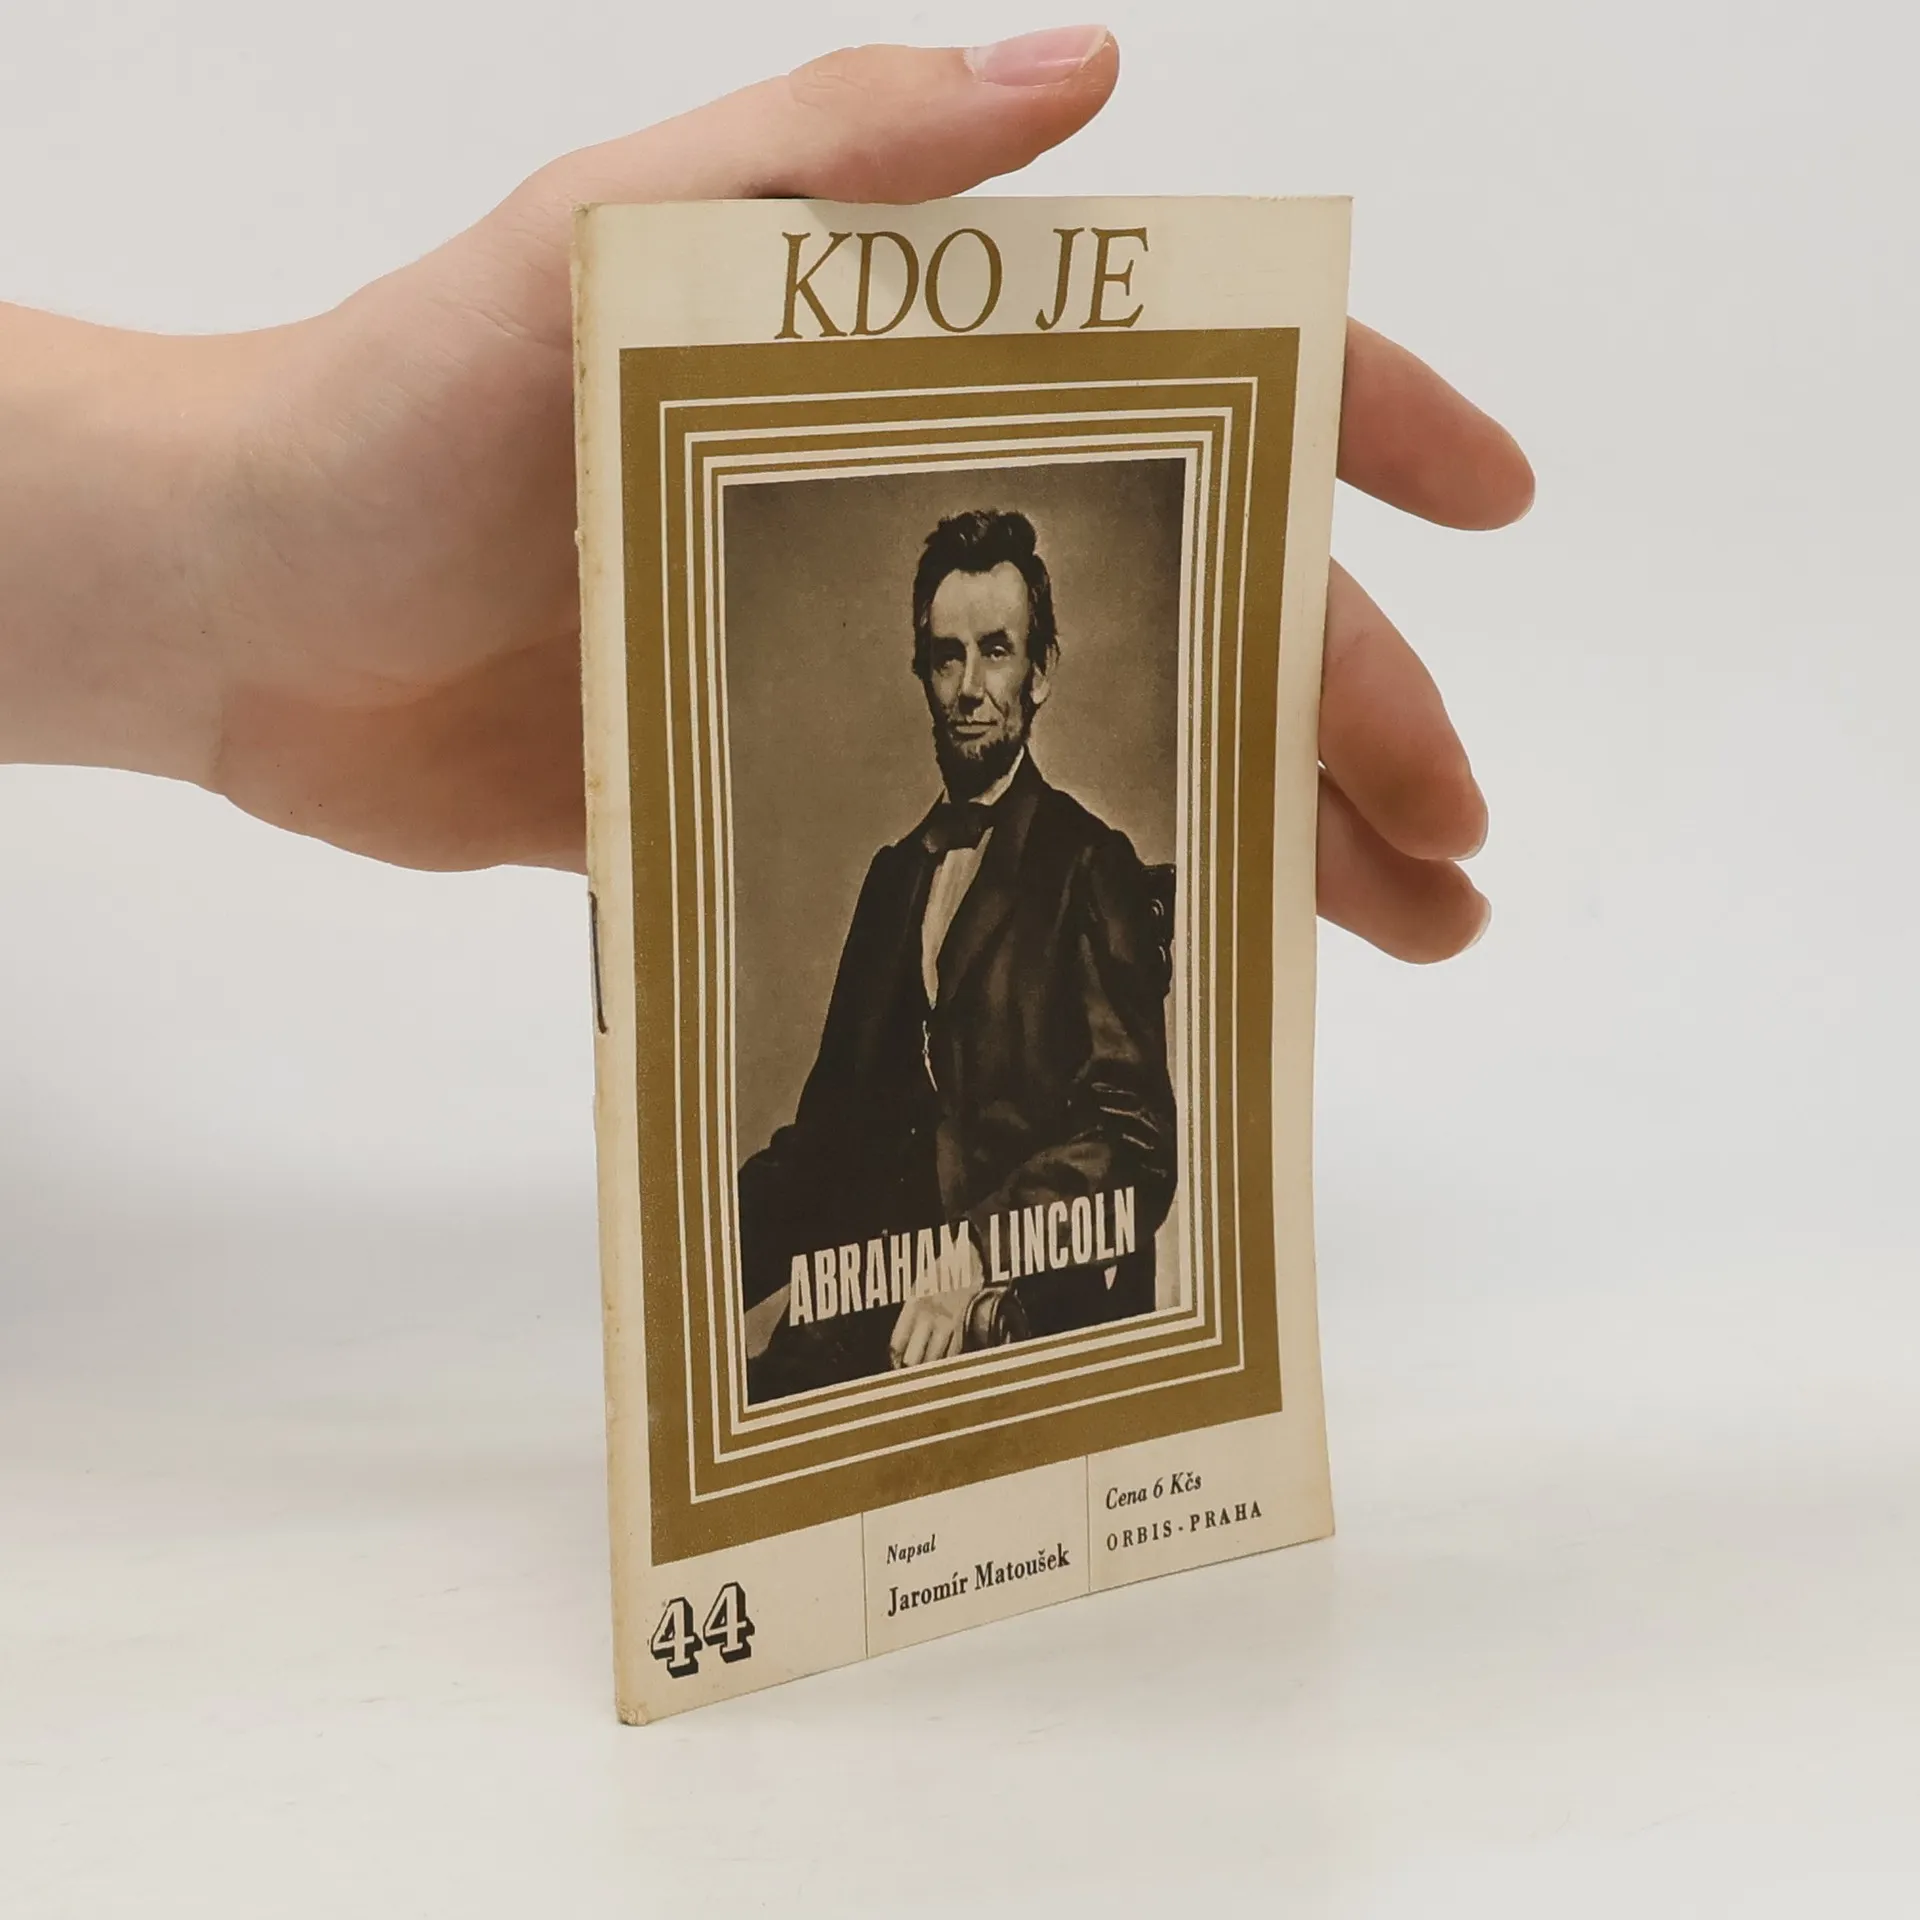 KDO JE
ABRAHAM LINCOLN
44
Napsal
Jaromír Matoušek
Cena 6 Kčs
ORBIS - PRAHA